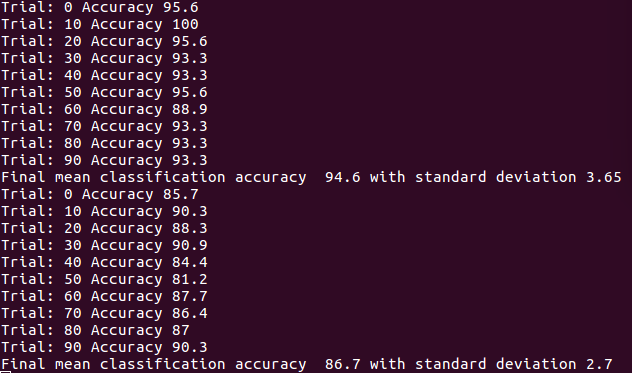 Trial: 0 Accuracy 95.6
Trial: 10 Accuracy 100
Trial: 20 Accuracy 95.6
Trial: 30 Accuracy 93.3
Trial: 40 Accuracy 93.3
Trial: 50 Accuracy 95.6
Trial: 60 Accuracy 88.9
Trial: 70 Accuracy 93.3
Trial: 80 Accuracy 93.3
Trial: 90 Accuracy 93.3
Final mean classification accuracy  94.6 with standard deviation 3.65
Trial: 0 Accuracy 85.7
Trial: 10 Accuracy 90.3
Trial: 20 Accuracy 88.3
Trial: 30 Accuracy 90.9
Trial: 40 Accuracy 84.4
Trial: 50 Accuracy 81.2
Trial: 60 Accuracy 87.7
Trial: 70 Accuracy 86.4
Trial: 80 Accuracy 87
Trial: 90 Accuracy 90.3
Final mean classification accuracy  86.7 with standard deviation 2.7